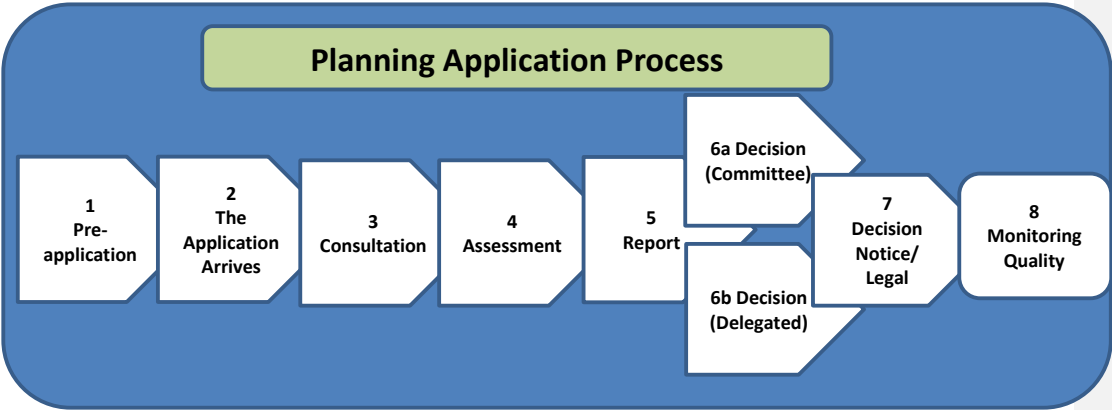 Planning Application Process
1
Pre-
application
2
The
Application
Arrives
3
Consultation
4
Assessment
5
Report
6a Decision
(Committee)
6b Decision
(Delegated)
7
Decision
Notice/
Legal
8
Monitoring
Quality